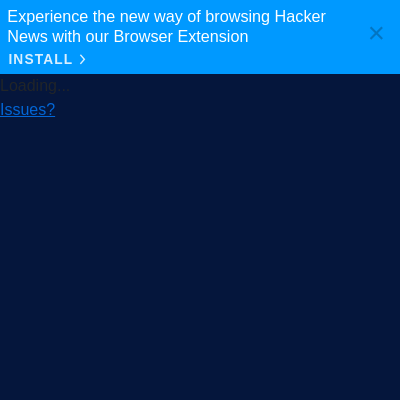 Experience the new way of browsing Hacker
News with our Browser Extension
INSTALL
Loading...
Issues?